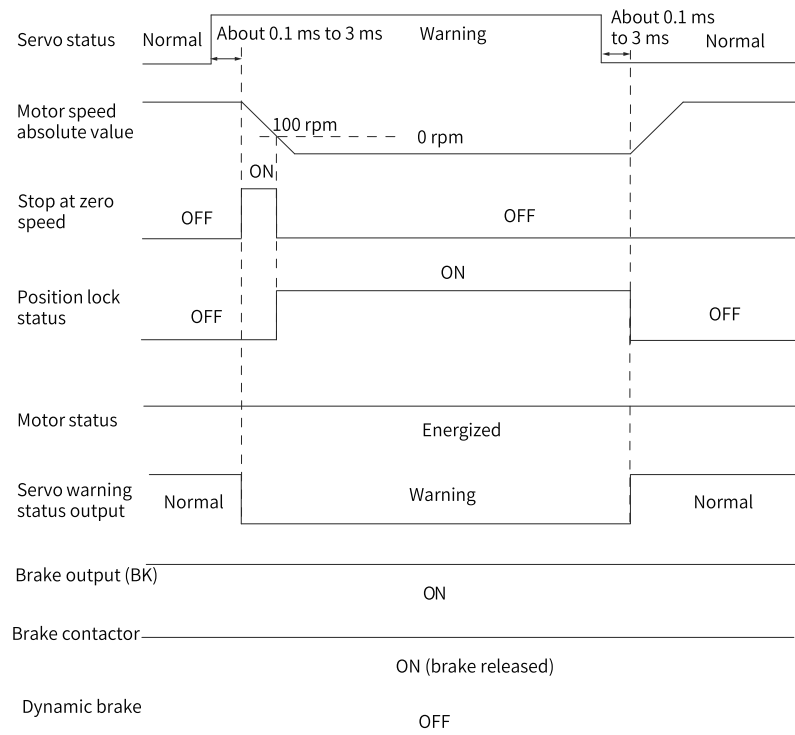 Servo status
Normal
About 0.1 ms to 3 ms
Warning
About 0.1 ms
to 3 ms
Normal
Motor speed
absolute value
100 rpm
0 rpm
Stop at zero
speed
OFF
ON
OFF
Position lock
status
OFF
ON
OFF
Motor status
Energized
Servo warning
status output
Normal
Warning
Normal
Brake output (BK)
ON
Brake contactor
ON (brake released)
Dynamic brake
OFF